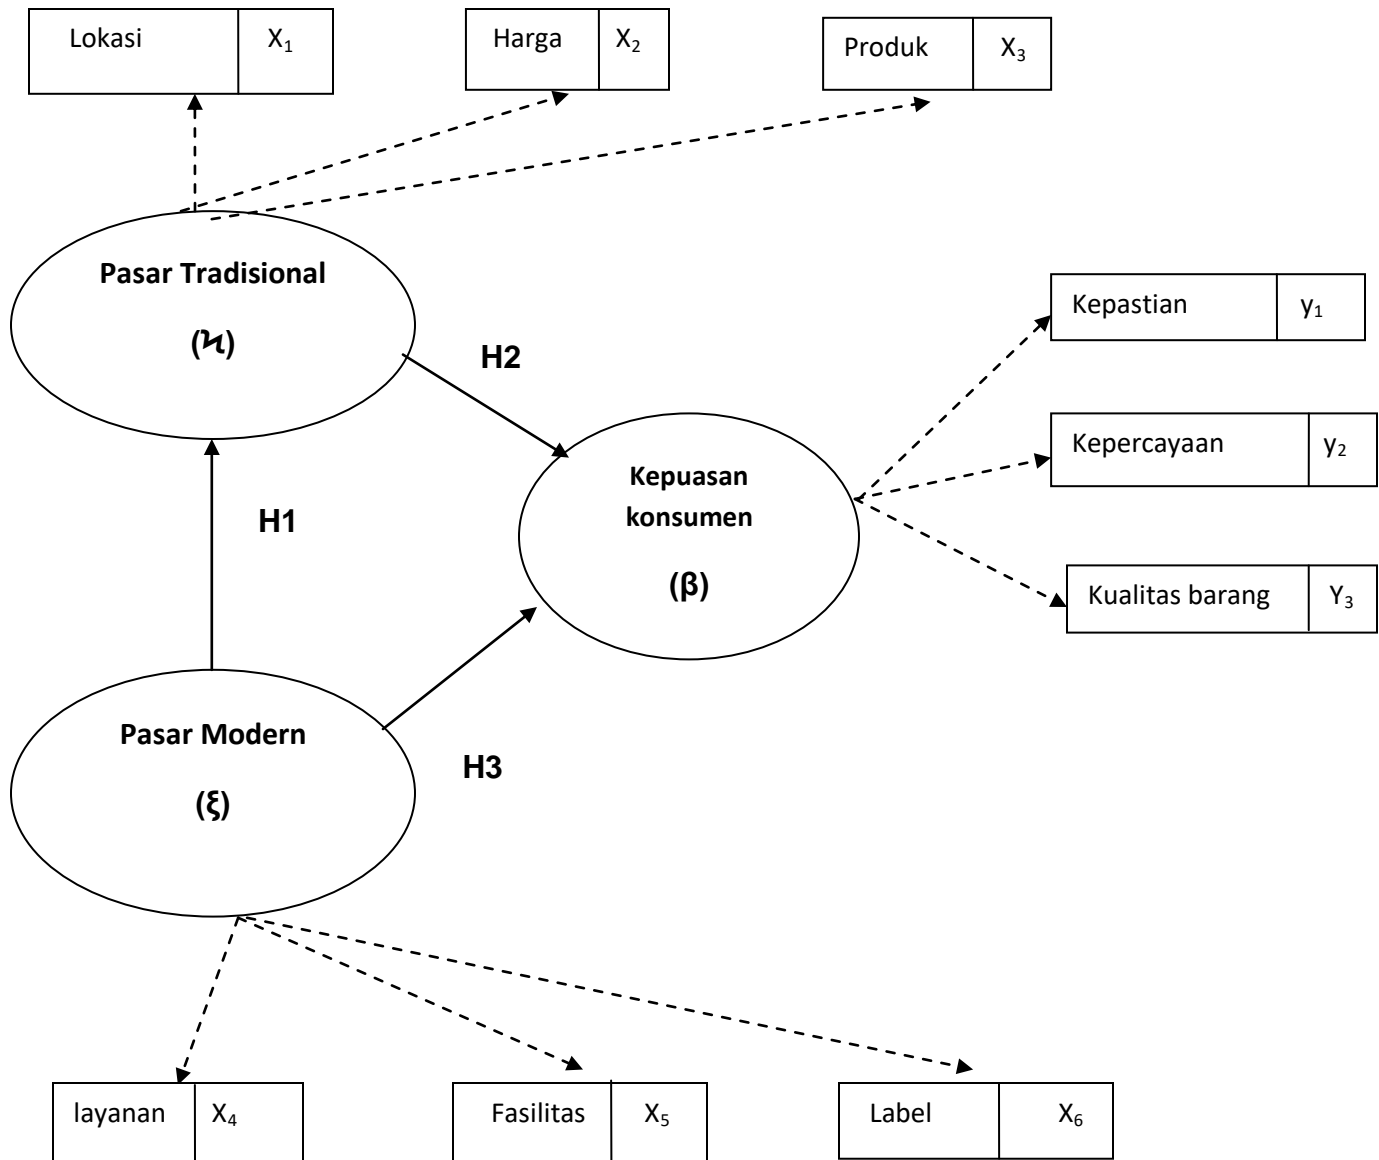 Lokasi X₁
Harga X₂
Produk X₃
Pasar Tradisional
(Ϟ)
H2
Kepastian y₁
Kepercayaan y₂
Kepuasan
konsumen
(β)
H1
Kualitas barang Y₃
Pasar Modern
(ξ)
H3
layanan X₄
Fasilitas X₅
Label X₆